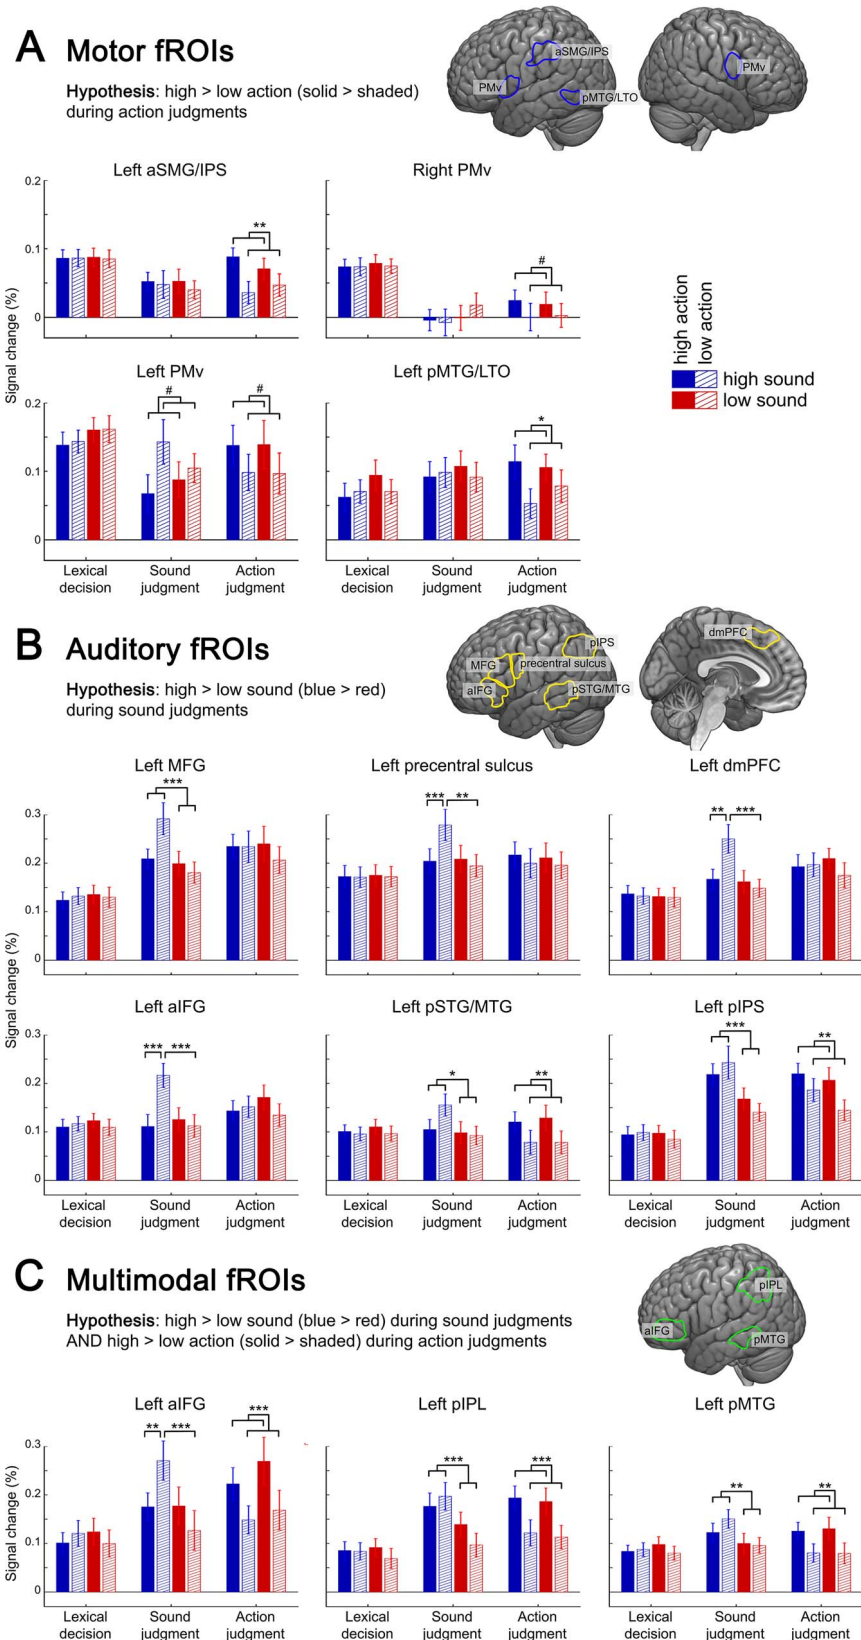 A Motor fROIs
Hypothesis: high > low action (solid > shaded)
during action judgments
aSMG/IPS
PMv
pMTG/LTO
PMv
Left aSMG/IPS
Right PMv
Signal change (%)
0.2
0.1
0
**
#
Left PMv
Left pMTG/LTO
0.2
0.1
0
#
#
*
Lexical decision
Sound judgment
Action judgment
Lexical decision
Sound judgment
Action judgment
high action
low action
high sound
low sound
B Auditory fROIs
Hypothesis: high > low sound (blue > red)
during sound judgments
pIPS
MFG
precentral sulcus
aIFG
pSTG/MTG
dmPFC
Left MFG
Left precentral sulcus
Left dmPFC
Signal change (%)
0.3
0.2
0.1
0
***
*** **
** ***
Left aIFG
Left pSTG/MTG
Left pIPS
0.3
0.2
0.1
0
*** ***
* **
*** **
Lexical decision
Sound judgment
Action judgment
Lexical decision
Sound judgment
Action judgment
Lexical decision
Sound judgment
Action judgment
C Multimodal fROIs
Hypothesis: high > low sound (blue > red) during sound judgments
AND high > low action (solid > shaded) during action judgments
pIPL
aIFG
pMTG
Left aIFG
Left pIPL
Left pMTG
Signal change (%)
0.3
0.2
0.1
0
** *** ***
*** ***
** **
Lexical decision
Sound judgment
Action judgment
Lexical decision
Sound judgment
Action judgment
Lexical decision
Sound judgment
Action judgment